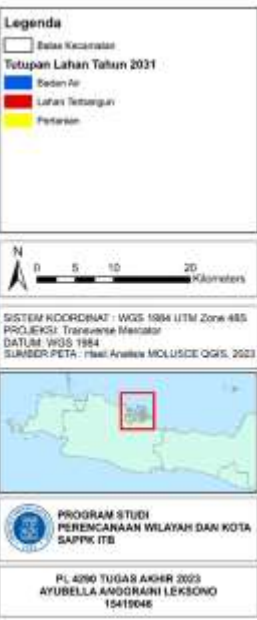 Legenda
Batas Kecamatan
Tutupan Lahan Tahun 2031
Badan Air
Lahan Terbangun
Pertanian
N
0 5 10 20
Kilometers
SISTEM KOORDINAT : WGS 1984 UTM Zone 48S
PROJEKSI: Transverse Mercator
DATUM: WGS 1984
SUMBER PETA : Hasil Analisis MOLUSCE QGIS, 2023
PROGRAM STUDI
PERENCANAAN WILAYAH DAN KOTA
SAPPK ITB
PL 4290 TUGAS AKHIR 2023
AYUBELLA ANGGRAINI LEKSONO
15419046